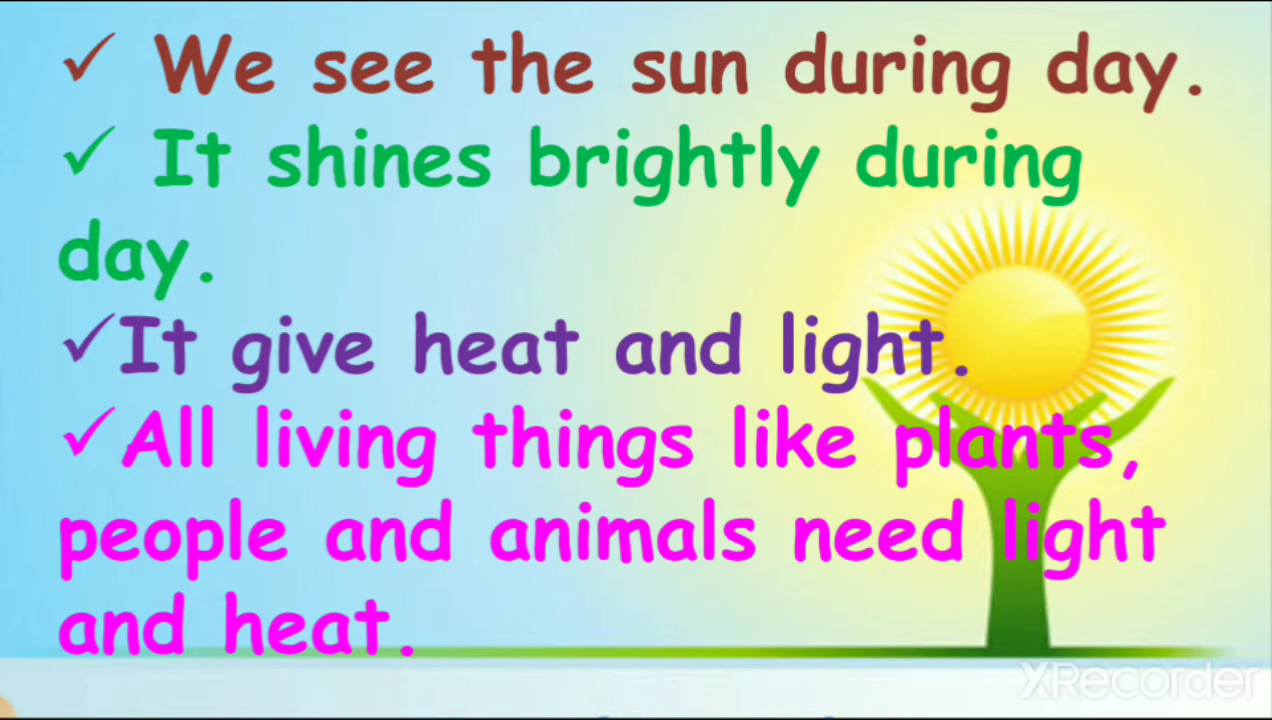 ✓ We see the sun during day.
✓ It shines brightly during
day.
✓It give heat and light.
✓All living things like plants,
people and animals need light
and heat.
XRecorder